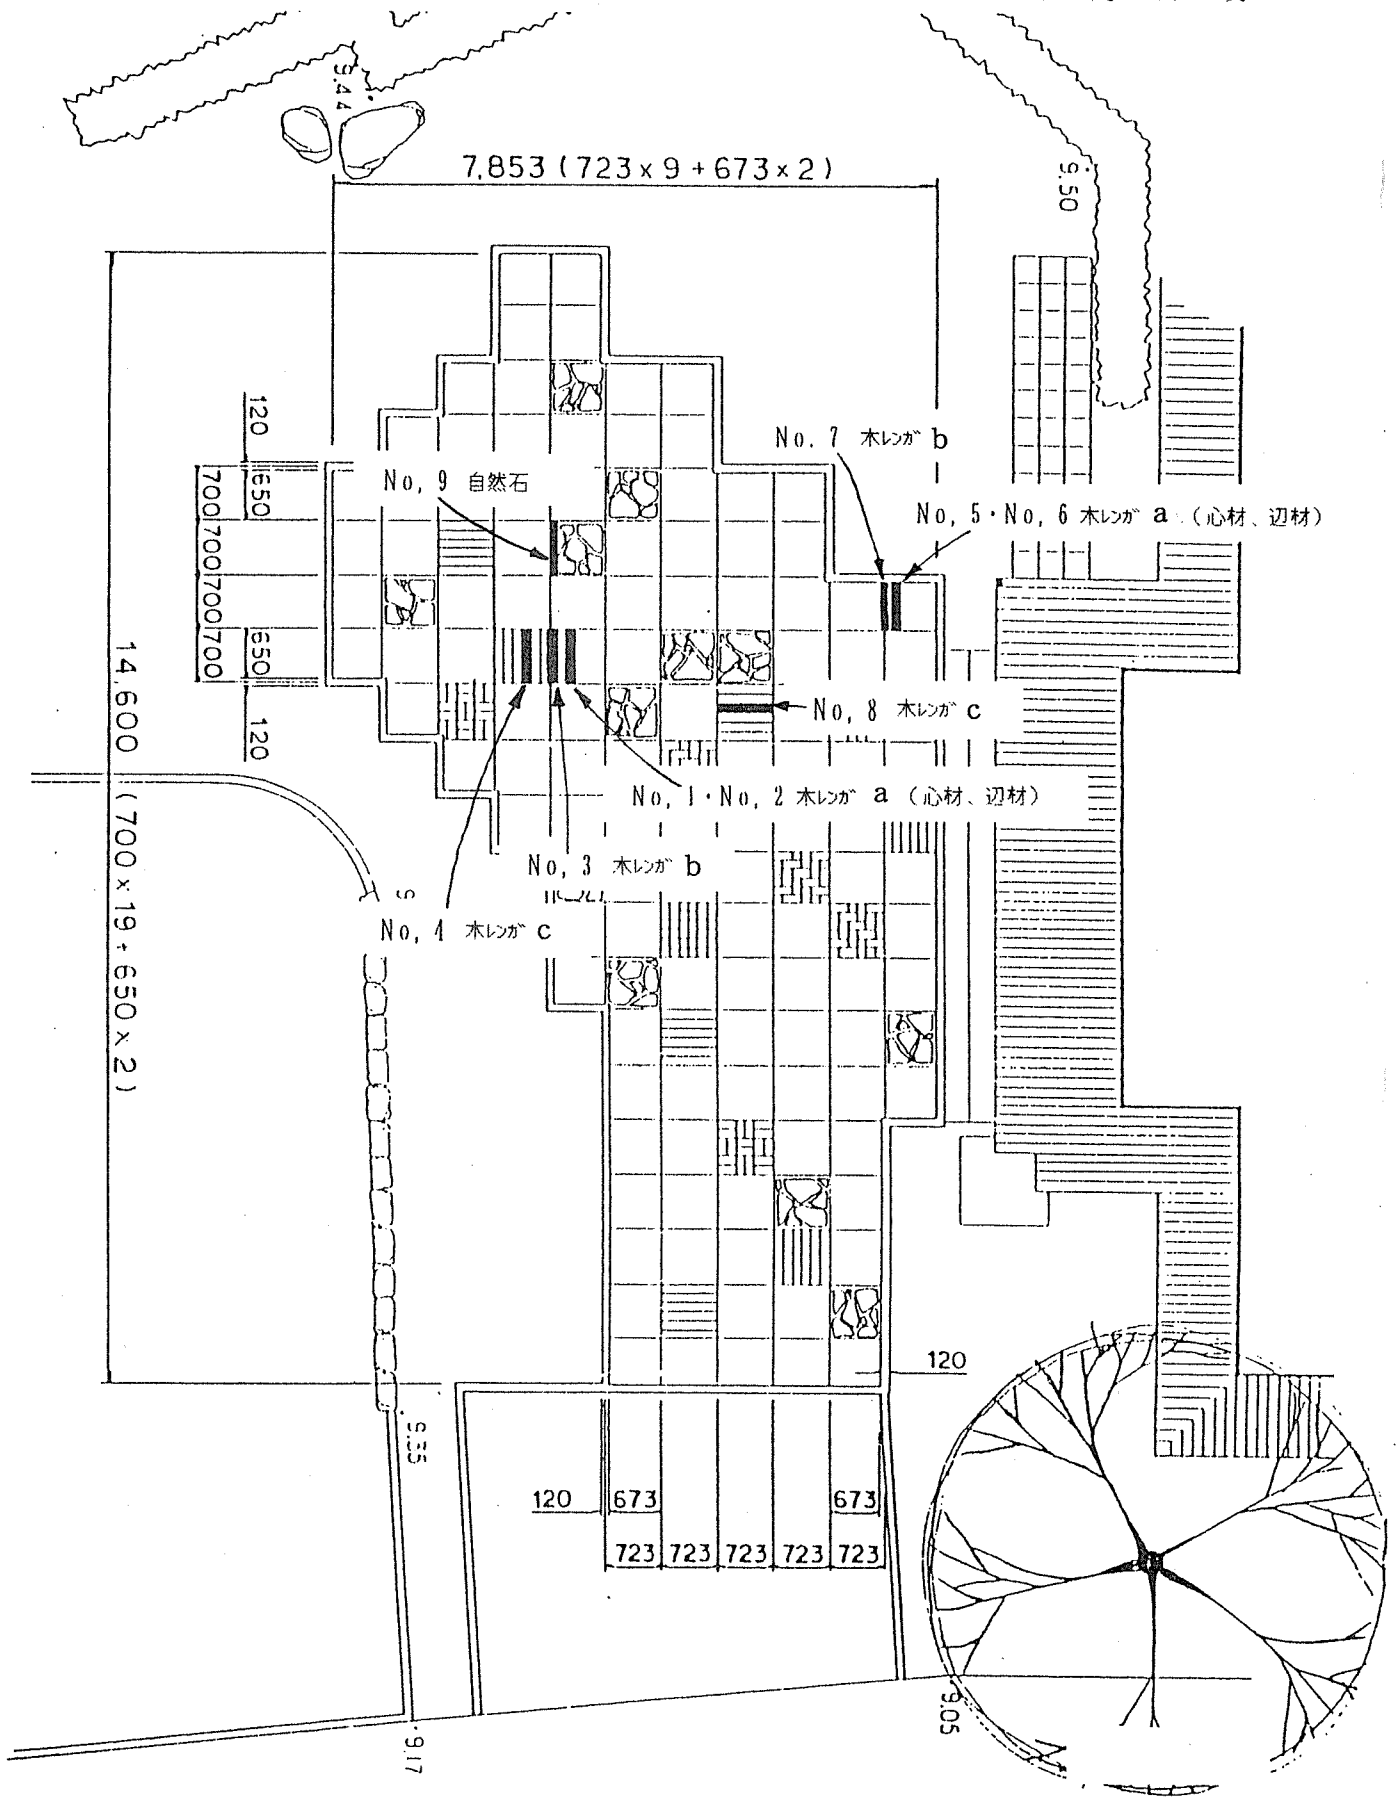 9.44
7,853 (723×9+673×2)
9.50
120
650
700
700
700
700
650
120
14,600 (700×19+650×2)
No. 7 木レンガ b
No, 9 自然石
No, 5・No, 6 木レンガ a (心材、辺材)
No, 8 木レンガ c
No, 1・No, 2 木レンガ a (心材、辺材)
No, 3 木レンガ b
No, 4 木レンガ c
120
9.35
120 673 673
723 723 723 723 723
9.05
9.17